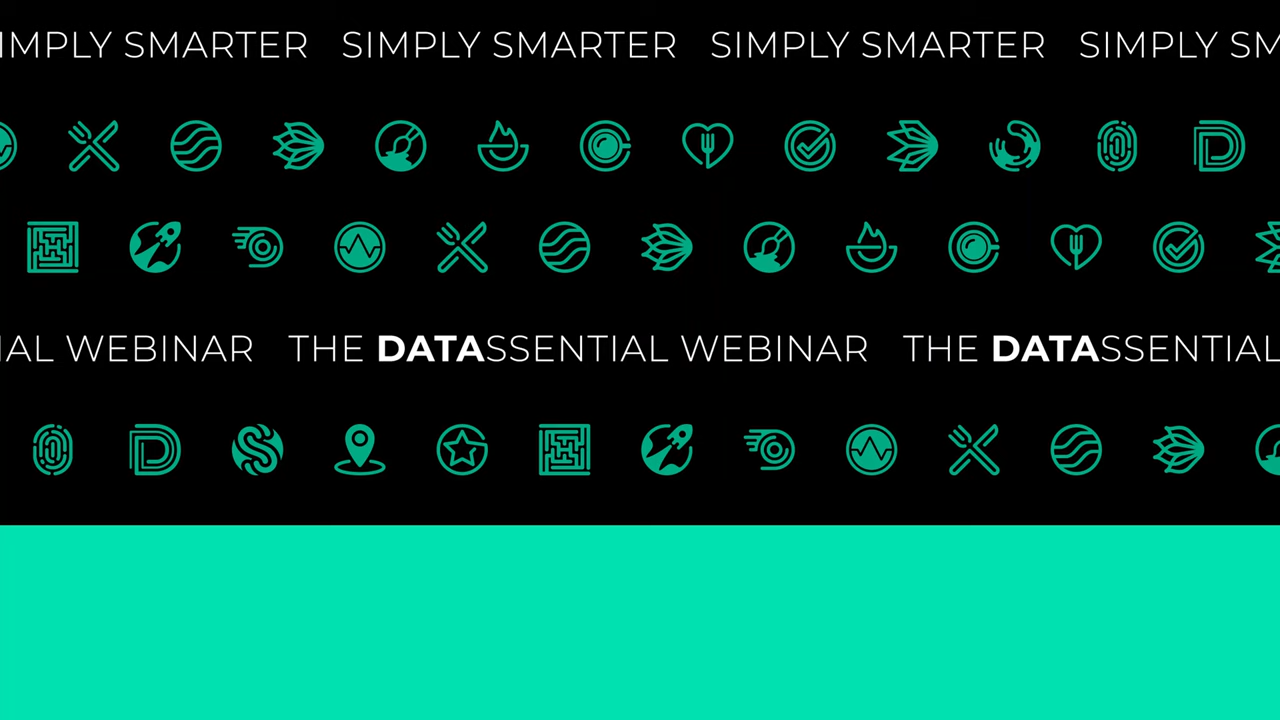 IMPLY SMARTER SIMPLY SMARTER SIMPLY SMARTER SIMPLY SM
IAL WEBINAR THE DATASSENTIAL WEBINAR THE DATASSENTIAL